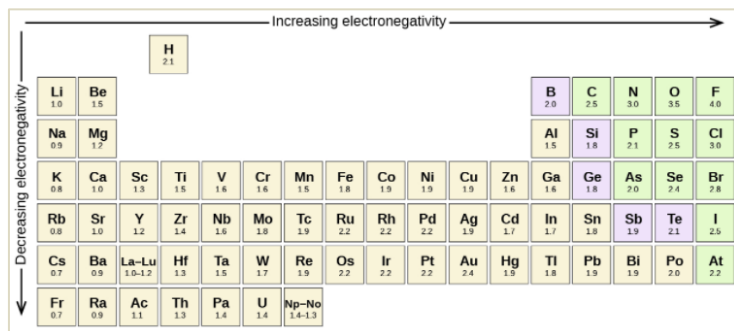 Increasing electronegativity
Decreasing electronegativity
H
2.1
Li Be B C N O F
1.0 1.5 2.0 2.5 3.0 3.5 4.0
Na Mg Al Si P S Cl
0.9 1.2 1.5 1.8 2.1 2.5 3.0
K Ca Sc Ti V Cr Mn Fe Co Ni Cu Zn Ga Ge As Se Br
0.8 1.0 1.3 1.5 1.6 1.6 1.5 1.8 1.9 1.9 1.9 1.6 1.6 1.8 2.0 2.4 2.8
Rb Sr Y Zr Nb Mo Tc Ru Rh Pd Ag Cd In Sn Sb Te I
0.8 1.0 1.2 1.4 1.6 1.8 1.9 2.2 2.2 2.2 1.9 1.7 1.7 1.8 1.9 2.1 2.5
Cs Ba La–Lu Hf Ta W Re Os Ir Pt Au Hg Tl Pb Bi Po At
0.7 0.9 1.0–1.2 1.3 1.5 1.7 1.9 2.2 2.2 2.2 2.4 1.9 1.8 1.9 1.9 2.0 2.2
Fr Ra Ac Th Pa U Np–No
0.7 0.9 1.1 1.3 1.4 1.4 1.4–1.3